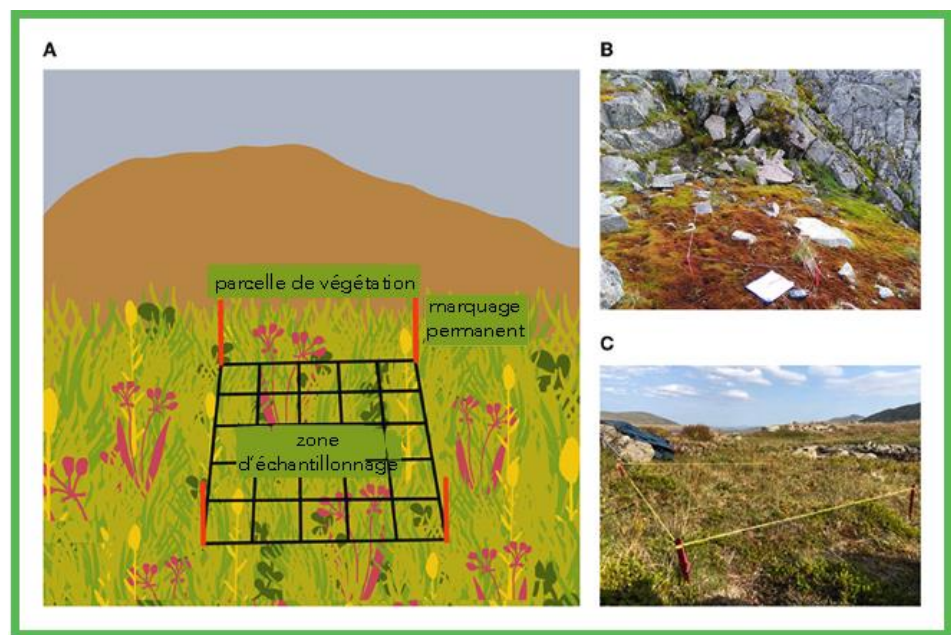 A
parcelle de végétation
marquage
permanent
zone
d'échantillonnage
B
C